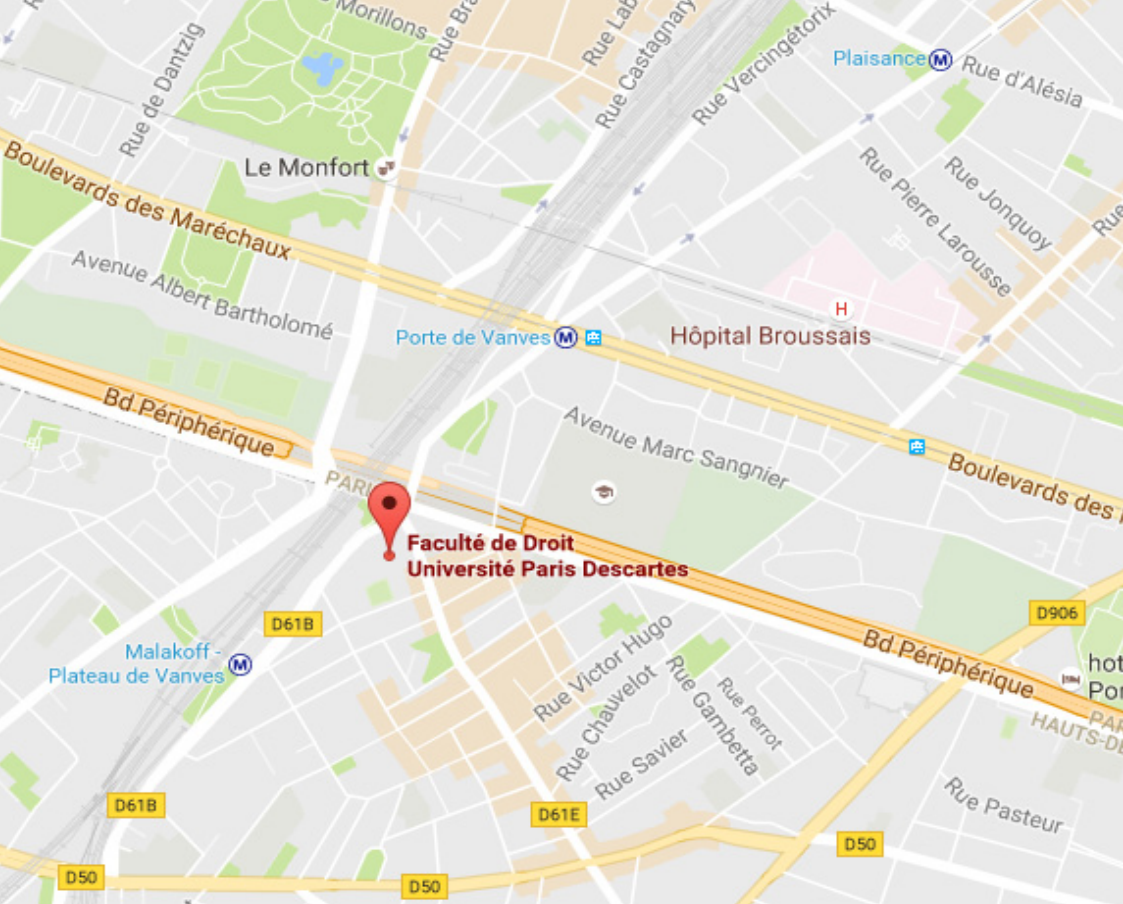 Morillons
Rue de Dantzig
Rue Castagnary
Rue Vercingétorix
Plaisance
M
Rue d'Alésia
Le Monfort
Boulevards des Maréchaux
Rue Pierre Larousse
Rue Jonquoy
Rue
Avenue Albert Bartholomé
H
Hôpital Broussais
Porte de Vanves
M
Bd Périphérique
Avenue Marc Sangnier
Boulevards des
PARI
Faculté de Droit
Université Paris Descartes
D61B
D906
Malakoff -
Plateau de Vanves
M
Bd Périphérique
Rue Victor Hugo
Rue Chauvelot
Rue Gambetta
Rue Perrot
Rue Savier
D61B
D61E
Rue Pasteur
D50
D50
D50